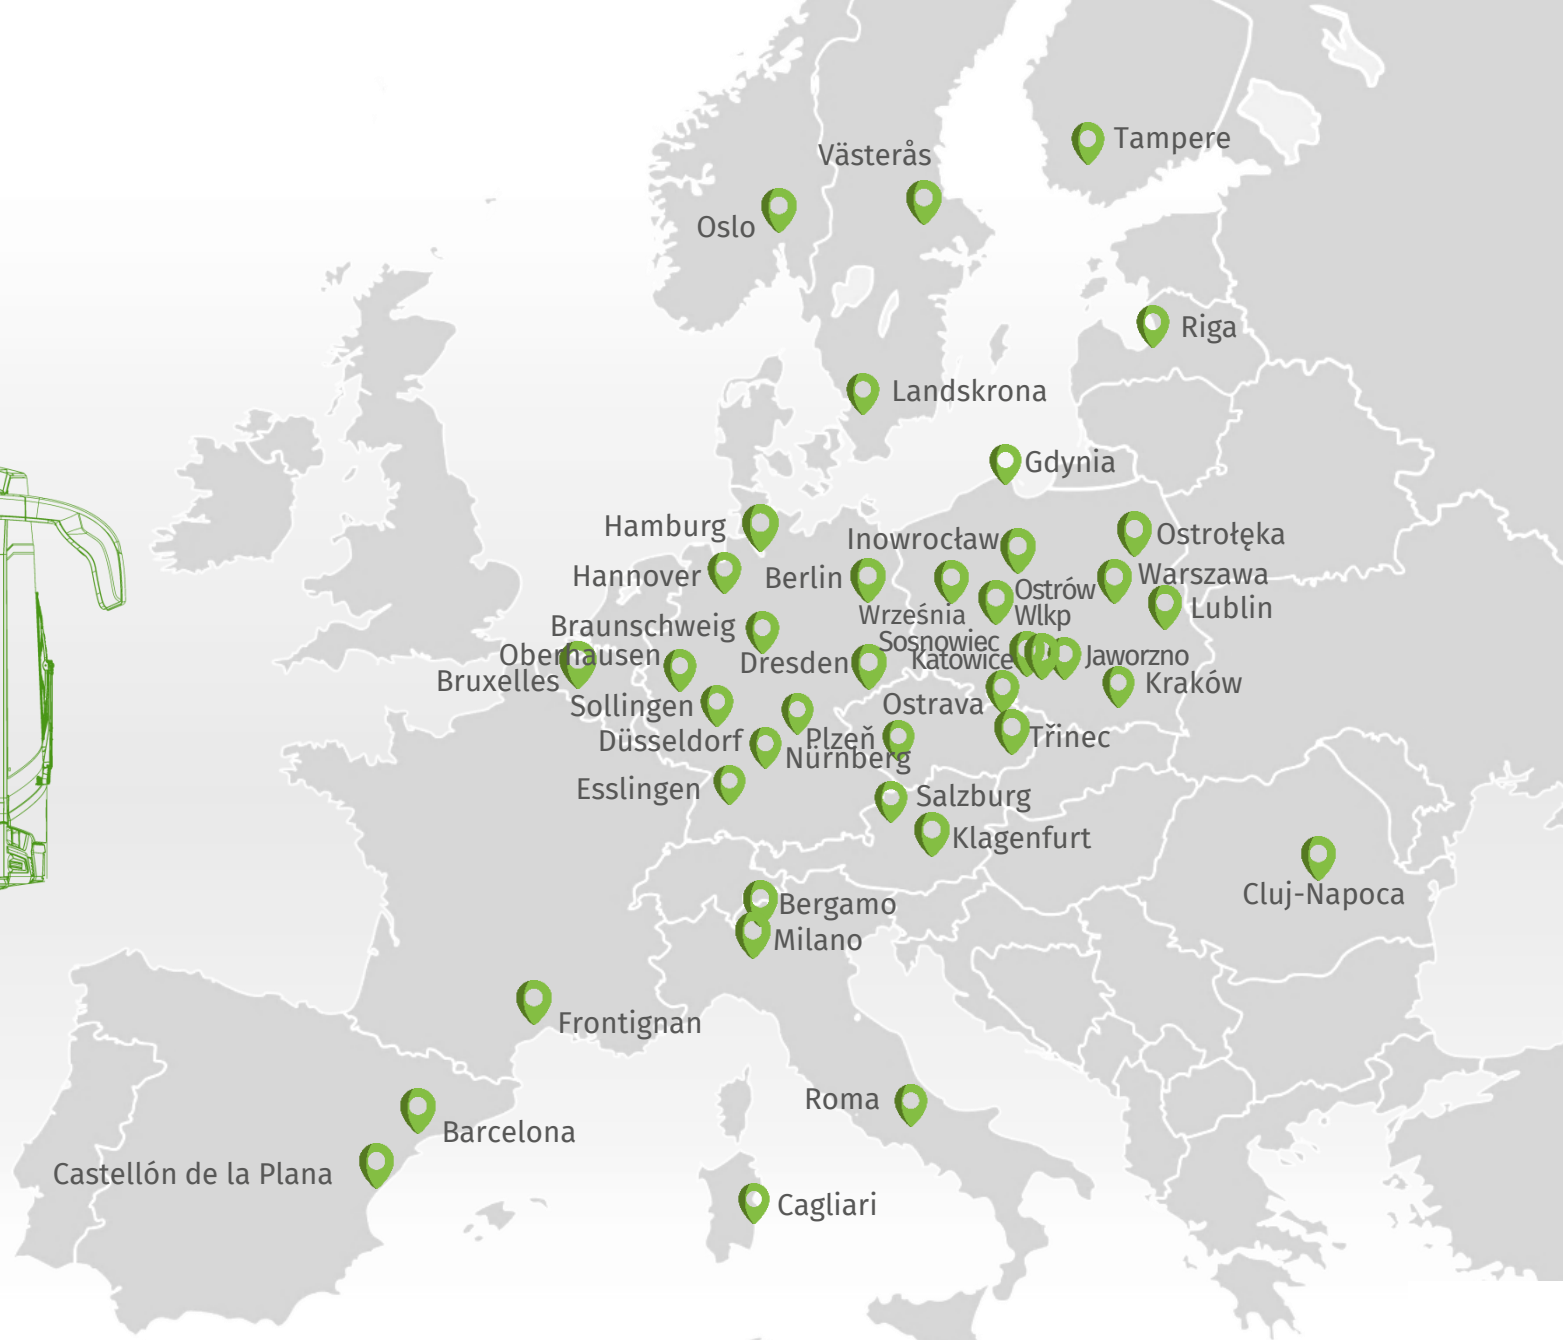 Tampere
Västerås
Oslo
Riga
Landskrona
Gdynia
Hamburg
Inowrocław
Ostrołęka
Hannover
Berlin
Warszawa
Ostrów
Wlkp
Lublin
Września
Braunschweig
Sosnowiec
Oberhausen
Dresden
Katowice
Jaworzno
Bruxelles
Kraków
Sollingen
Ostrava
Düsseldorf
Plzeň
Třinec
Nürnberg
Esslingen
Salzburg
Klagenfurt
Cluj-Napoca
Bergamo
Milano
Frontignan
Roma
Barcelona
Castellón de la Plana
Cagliari